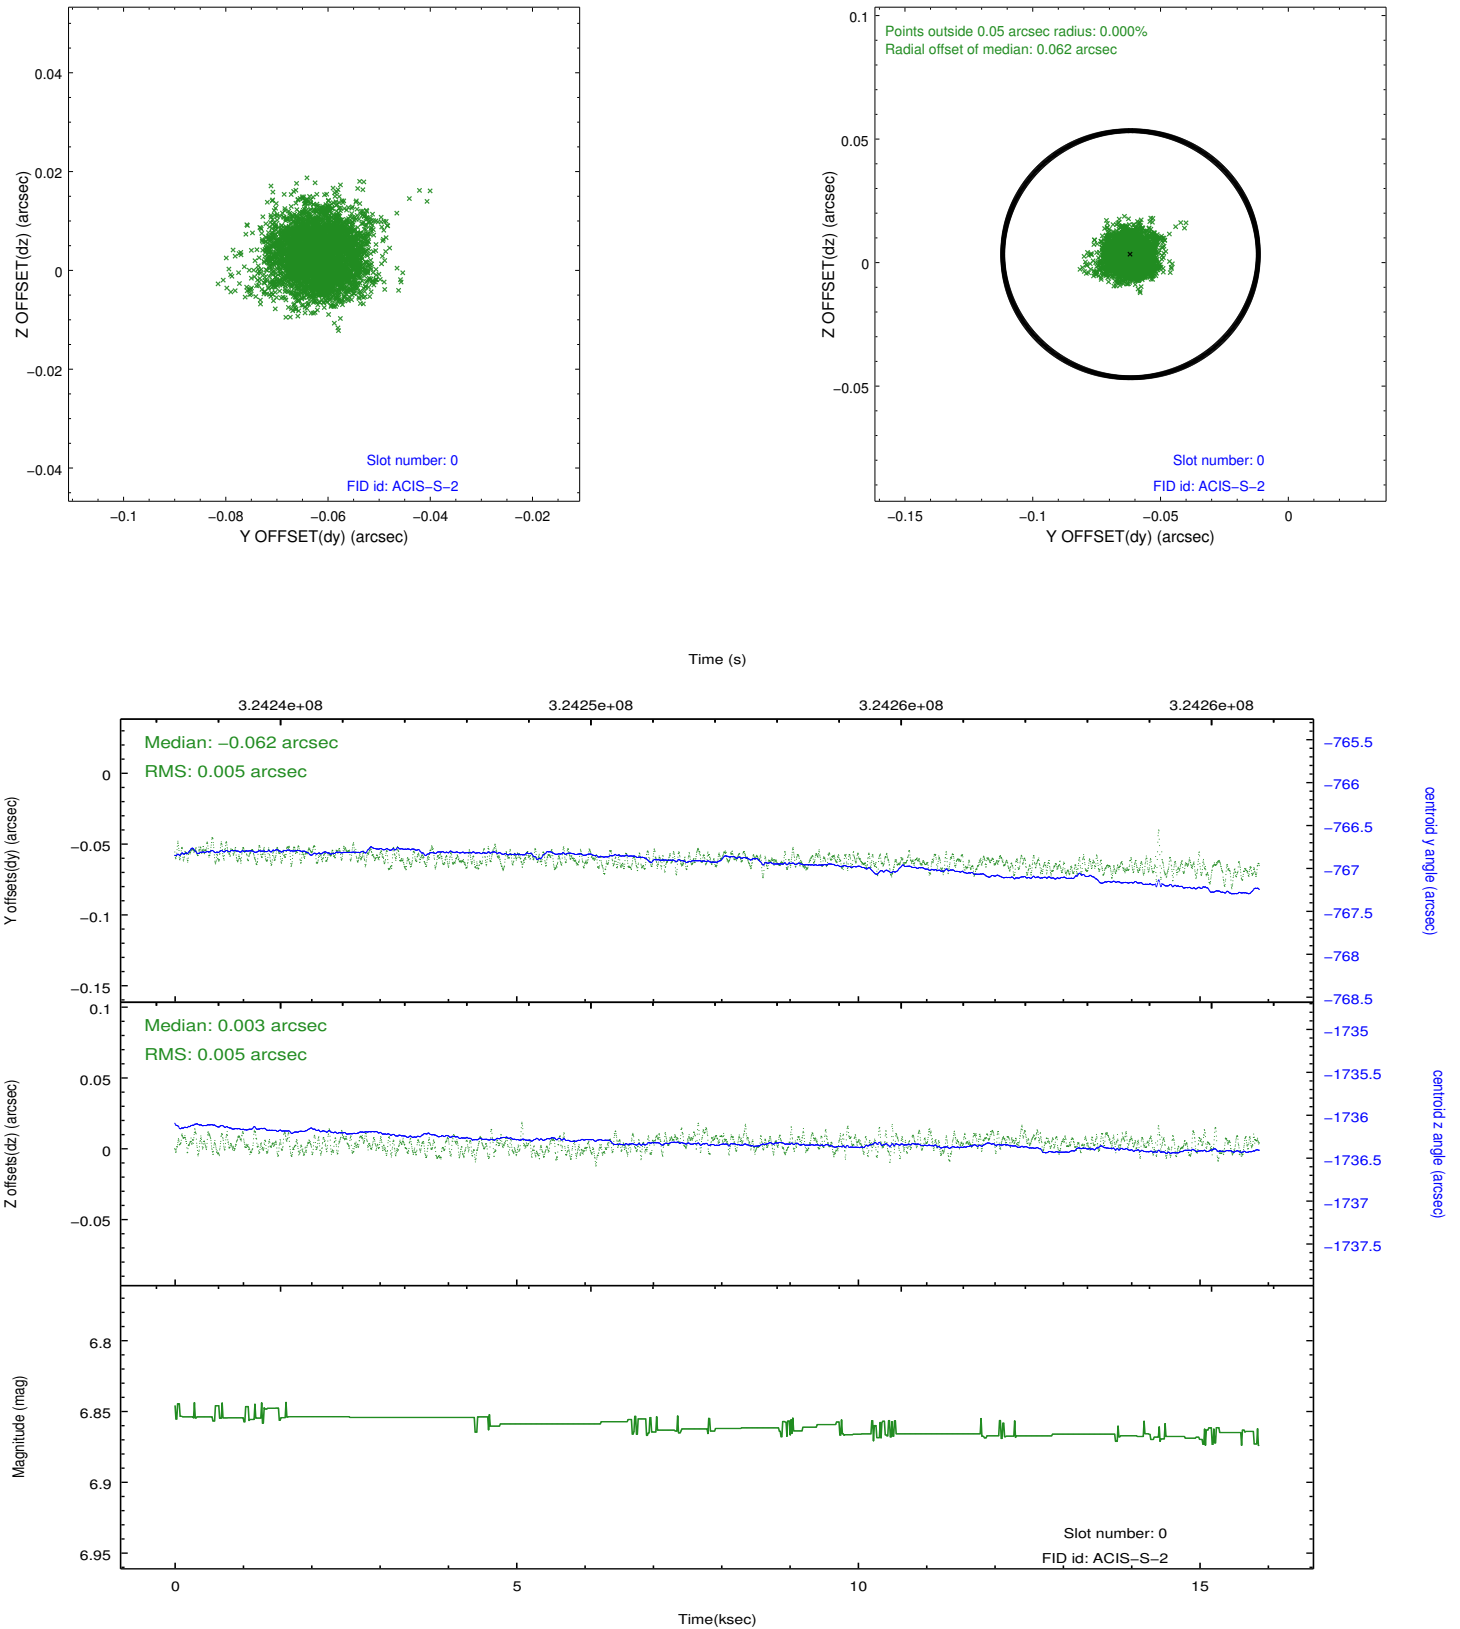 0.04
0.02
0
−0.02
−0.04
Z OFFSET(dz) (arcsec)
Slot number: 0
FID id: ACIS−S−2
−0.1
−0.08
−0.06
−0.04
−0.02
Y OFFSET(dy) (arcsec)
0.1
0.05
0
−0.05
Z OFFSET(dz) (arcsec)
Points outside 0.05 arcsec radius: 0.000%
Radial offset of median: 0.062 arcsec
Slot number: 0
FID id: ACIS−S−2
−0.15
−0.1
−0.05
0
Y OFFSET(dy) (arcsec)
Time (s)
3.2424e+08
3.2425e+08
3.2426e+08
3.2426e+08
Median: −0.062 arcsec
RMS: 0.005 arcsec
0
−0.05
−0.1
−0.15
Y offsets(dy) (arcsec)
−765.5
−766
−766.5
−767
−767.5
−768
−768.5
centroid y angle (arcsec)
Median: 0.003 arcsec
RMS: 0.005 arcsec
0.1
0.05
0
−0.05
Z offsets(dz) (arcsec)
−1735
−1735.5
−1736
−1736.5
−1737
−1737.5
centroid z angle (arcsec)
6.8
6.85
6.9
6.95
Magnitude (mag)
Slot number: 0
FID id: ACIS−S−2
0
5
10
15
Time(ksec)